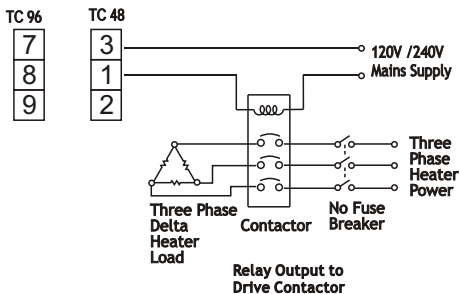 TC 96
TC 48
7
3
8
1
9
2
120V /240V
Mains Supply
Three
Phase
Heater
Power
Three Phase
Delta
Heater
Load
Contactor
No Fuse
Breaker
Relay Output to
Drive Contactor